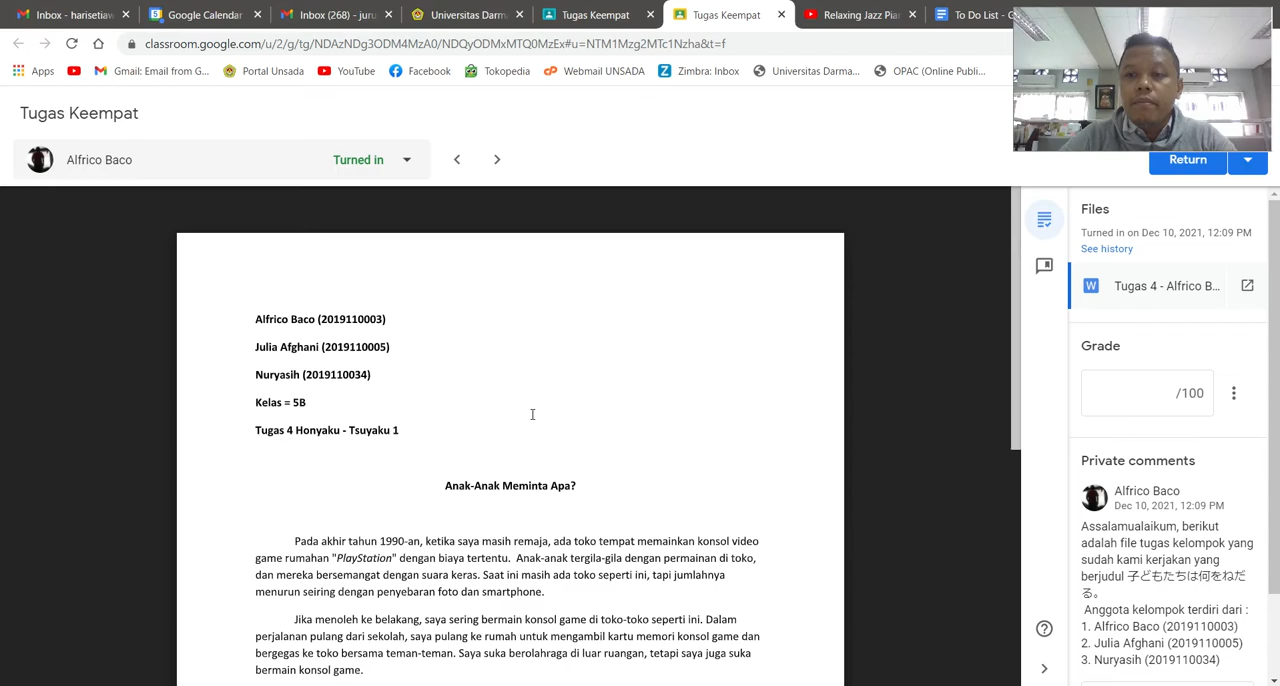 Inbox - harisetiaw
Google Calendar
Inbox (268) - juru
Universitas Darma
Tugas Keempat
Tugas Keempat
Relaxing Jazz Pia
To Do List - G
classroom.google.com/u/2/g/tg/NDAzNDg3ODM4MzA0/NDQyODMxMTQ0MzEx#u=NTM1Mzg2MTc1Nzha&t=f
Apps
Gmail: Email from G...
Portal Unsada
YouTube
Facebook
Tokopedia
Webmail UNSADA
Zimbra: Inbox
Universitas Darma...
OPAC (Online Publi...
Tugas Keempat
Alfrico Baco
Turned in
Return
Files
Turned in on Dec 10, 2021, 12:09 PM
See history
Tugas 4 - Alfrico B...
Grade
/100
Private comments
Alfrico Baco
Dec 10, 2021, 12:09 PM
Assalamualaikum, berikut
adalah file tugas kelompok yang
sudah kami kerjakan yang
berjudul 子どもたちは何をねだ
る。
Anggota kelompok terdiri dari :
1. Alfrico Baco (2019110003)
2. Julia Afghani (2019110005)
3. Nuryasih (2019110034)
Alfrico Baco (2019110003)
Julia Afghani (2019110005)
Nuryasih (2019110034)
Kelas = 5B
Tugas 4 Honyaku - Tsuyaku 1
Anak-Anak Meminta Apa?
Pada akhir tahun 1990-an, ketika saya masih remaja, ada toko tempat memainkan konsol video
game rumahan "PlayStation" dengan biaya tertentu. Anak-anak tergila-gila dengan permainan di toko,
dan mereka bersemangat dengan suara keras. Saat ini masih ada toko seperti ini, tapi jumlahnya
menurun seiring dengan penyebaran foto dan smartphone.
Jika menoleh ke belakang, saya sering bermain konsol game di toko-toko seperti ini. Dalam
perjalanan pulang dari sekolah, saya pulang ke rumah untuk mengambil kartu memori konsol game dan
bergegas ke toko bersama teman-teman. Saya suka berolahraga di luar ruangan, tetapi saya juga suka
bermain konsol game.